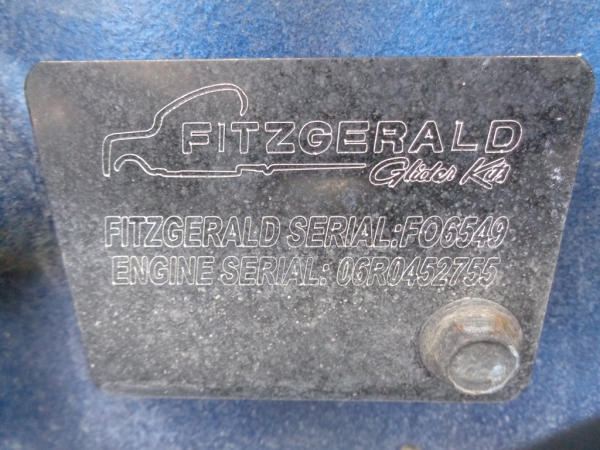 FITZGERALD
Glider Kits
FITZGERALD SERIAL:FO6549
ENGINE SERIAL: 06R0452755